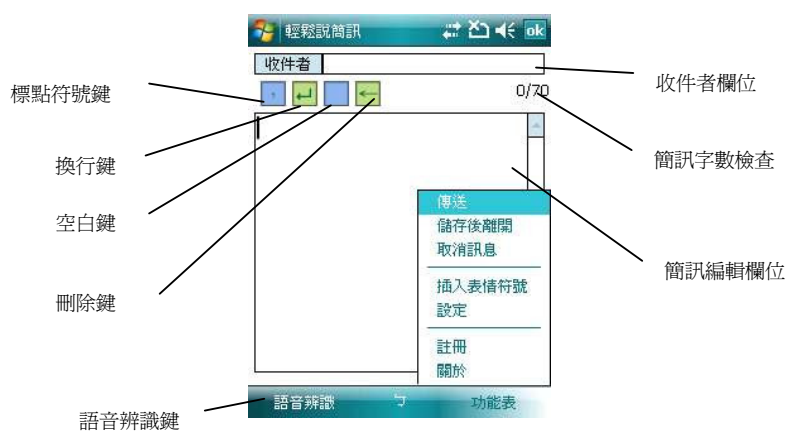 輕鬆說簡訊 ok
收件者
收件者欄位
標點符號鍵
, 0/70
簡訊字數檢查
換行鍵
傳送
空白鍵
儲存後離開
取消訊息
簡訊編輯欄位
插入表情符號
刪除鍵
設定
註冊
關於
語音辨識 ㄅ 功能表
語音辨識鍵